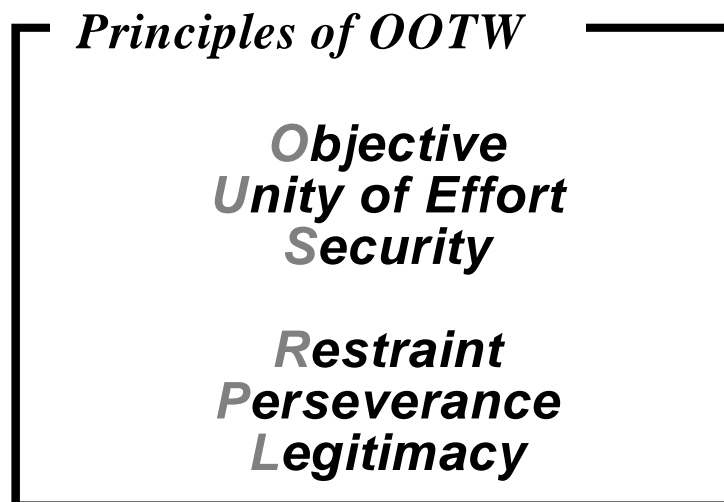 Principles of OOTW
Objective
Unity of Effort
Security
Restraint
Perseverance
Legitimacy